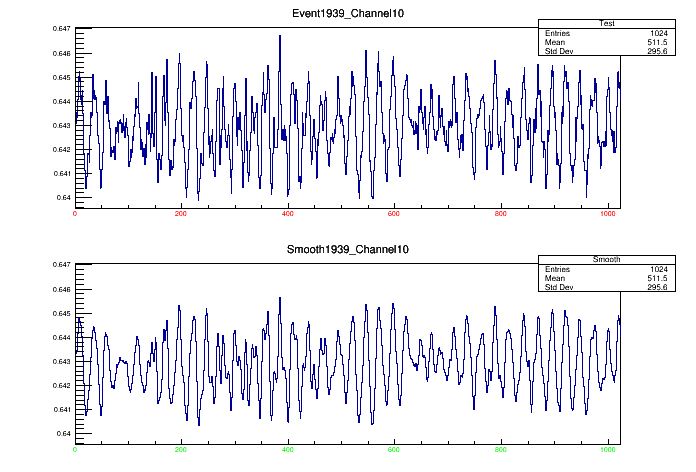 Event1939_Channel10
Test
Entries 1024
Mean 511.5
Std Dev 295.6
0.647
0.646
0.645
0.644
0.643
0.642
0.641
0.64
0 200 400 600 800 1000
Smooth1939_Channel10
Smooth
Entries 1024
Mean 511.5
Std Dev 295.6
0.647
0.646
0.645
0.644
0.643
0.642
0.641
0.64
0 200 400 600 800 1000